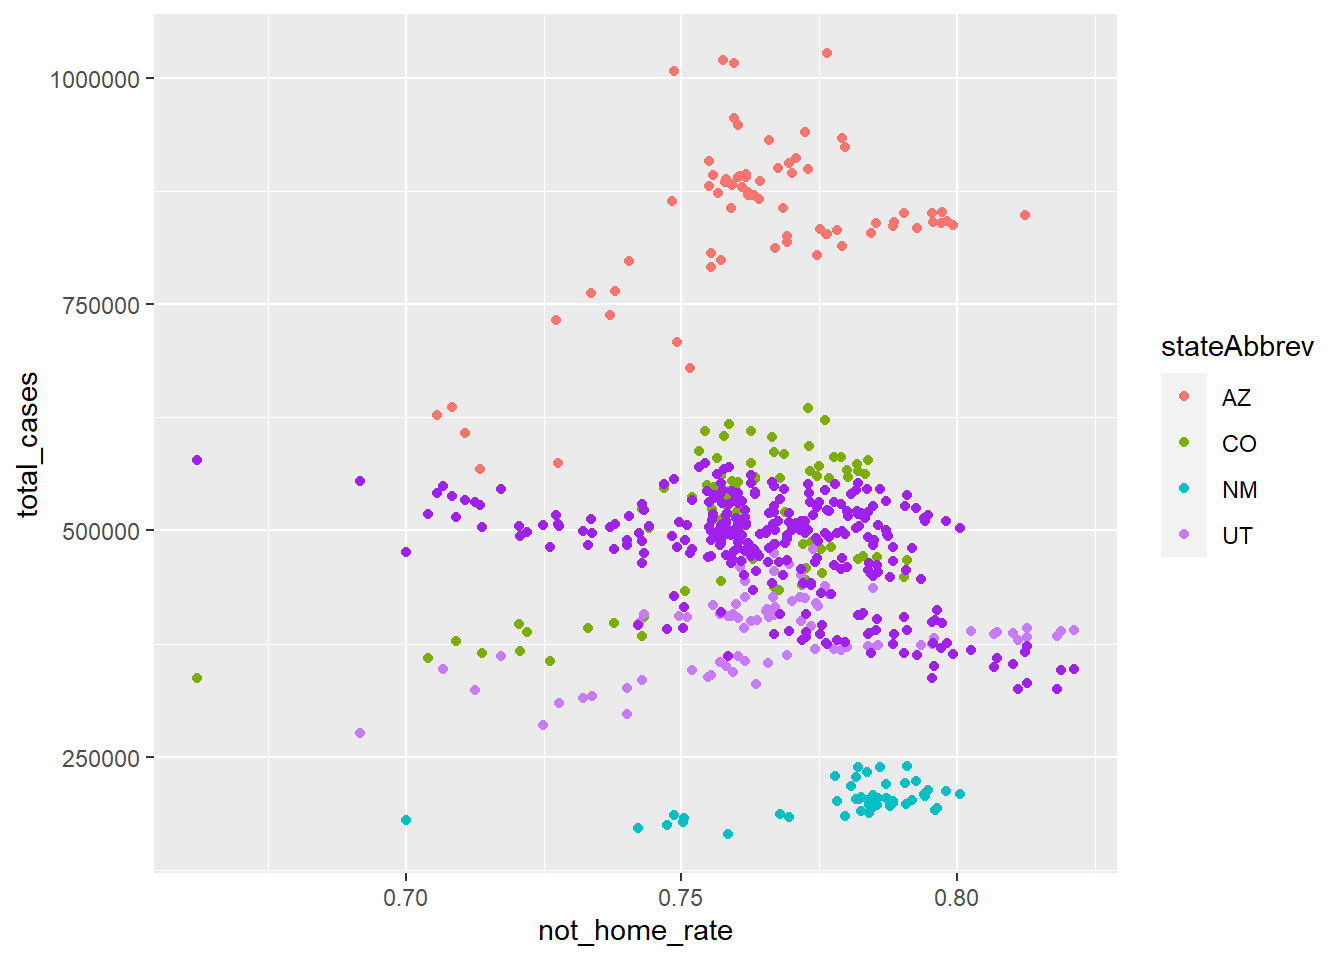 1000000
750000
500000
250000
total_cases
0.70
0.75
0.80
not_home_rate
stateAbbrev
AZ
CO
NM
UT